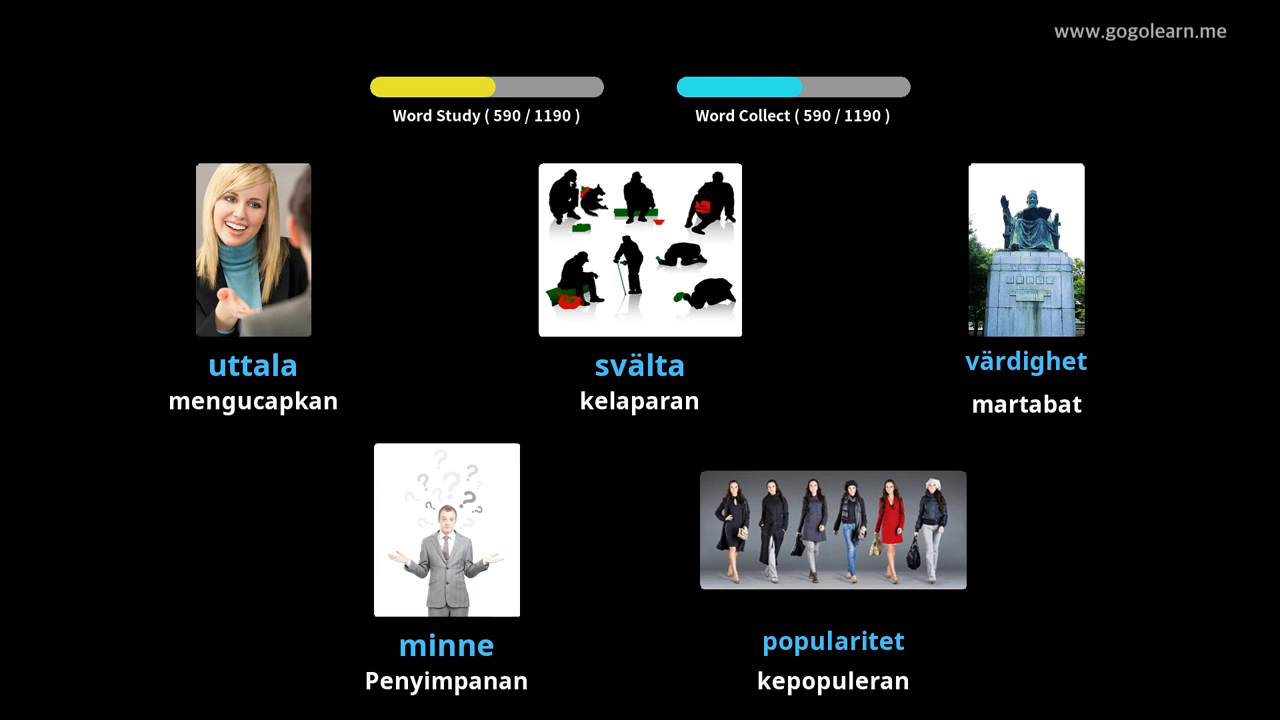 www.gogolearn.me
Word Study ( 590 / 1190 )
Word Collect ( 590 / 1190 )
uttala
mengucapkan
svälta
kelaparan
värdighet
martabat
minne
Penyimpanan
popularitet
kepopuleran